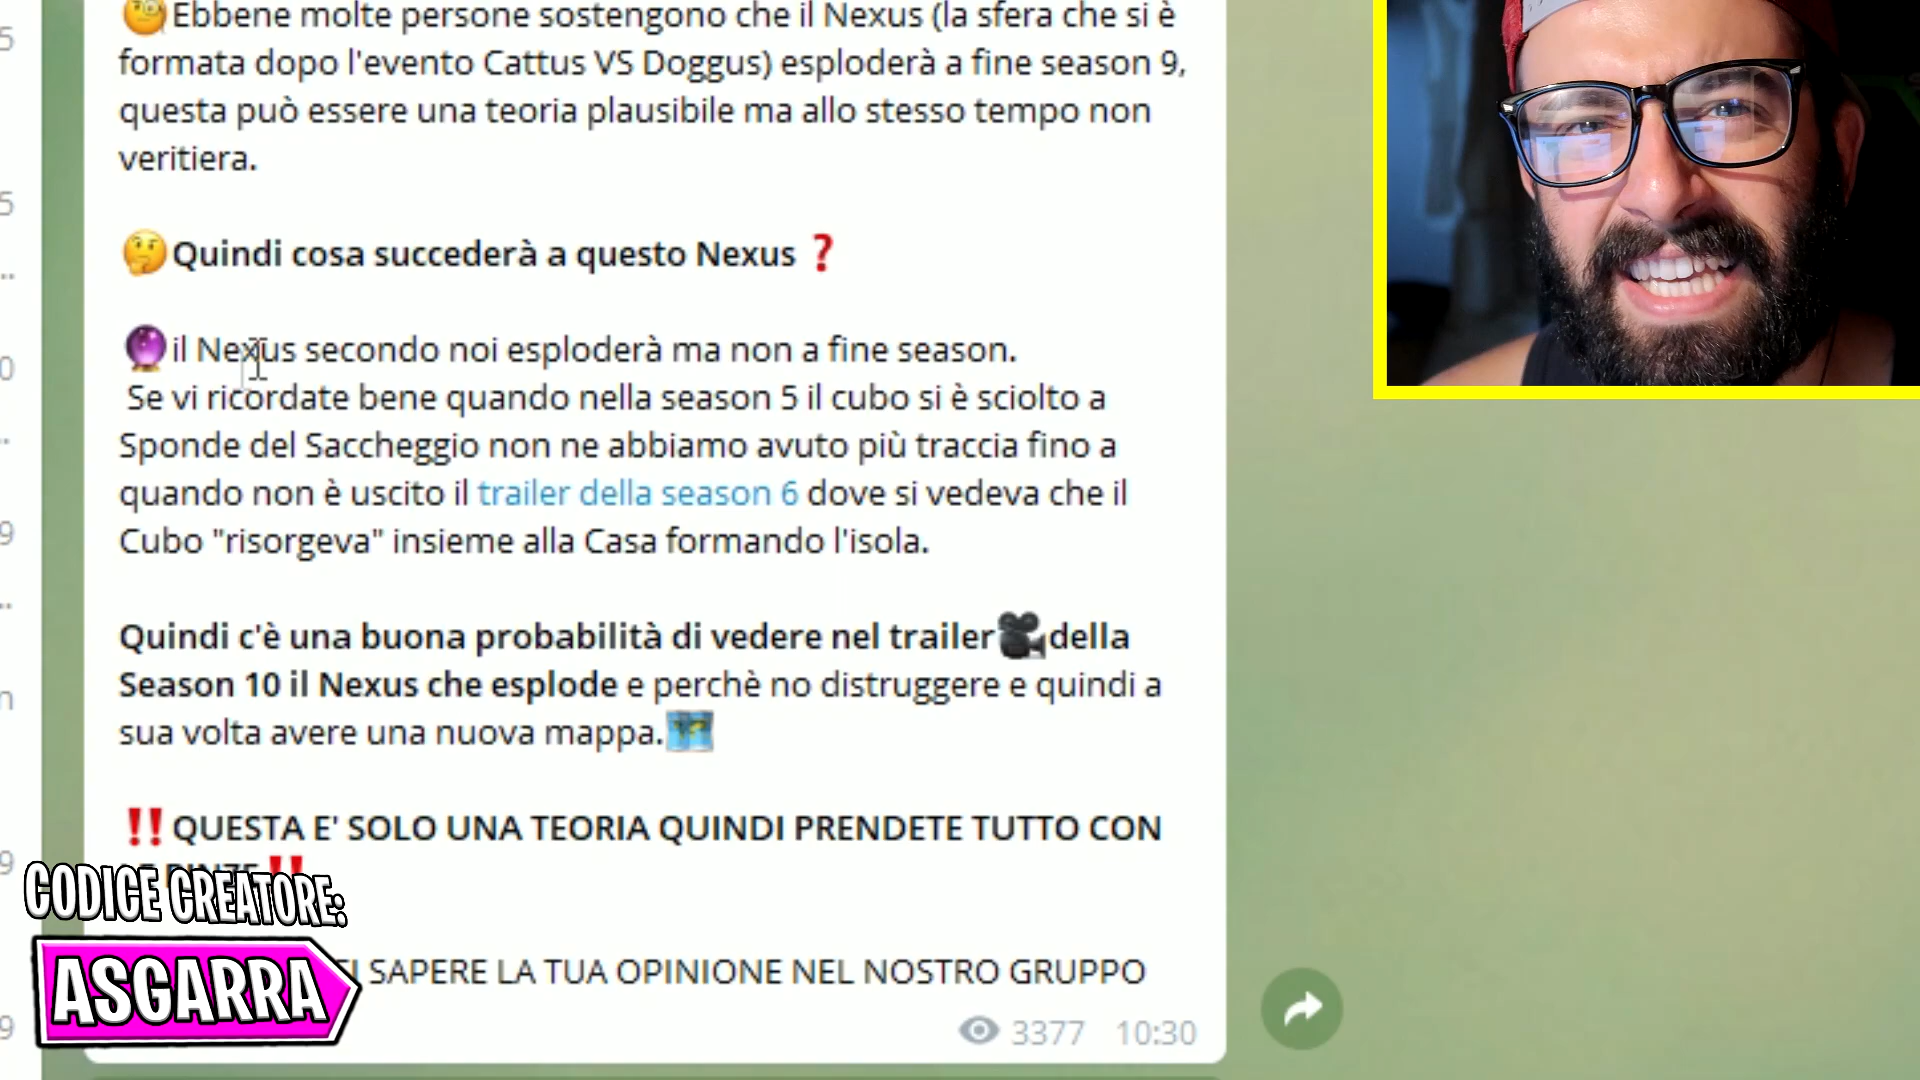 5
🧐Ebbene molte persone sostengono che il Nexus (la sfera che si è
formata dopo l'evento Cattus VS Doggus) esploderà a fine season 9,
questa può essere una teoria plausibile ma allo stesso tempo non
veritiera.
5
🤔Quindi cosa succederà a questo Nexus ❓
..
🔮il Nexus secondo noi esploderà ma non a fine season.
0
Se vi ricordate bene quando nella season 5 il cubo si è sciolto a
Sponde del Saccheggio non ne abbiamo avuto più traccia fino a
quando non è uscito il trailer della season 6 dove si vedeva che il
9
Cubo "risorgeva" insieme alla Casa formando l'isola.
..
Quindi c'è una buona probabilità di vedere nel trailer🎥della
Season 10 il Nexus che esplode e perchè no distruggere e quindi a
n
sua volta avere una nuova mappa.🗺
‼️QUESTA E' SOLO UNA TEORIA QUINDI PRENDETE TUTTO CON
9
CODICE CREATORE:
ASGARRA
SAPERE LA TUA OPINIONE NEL NOSTRO GRUPPO
9
3377 10:30